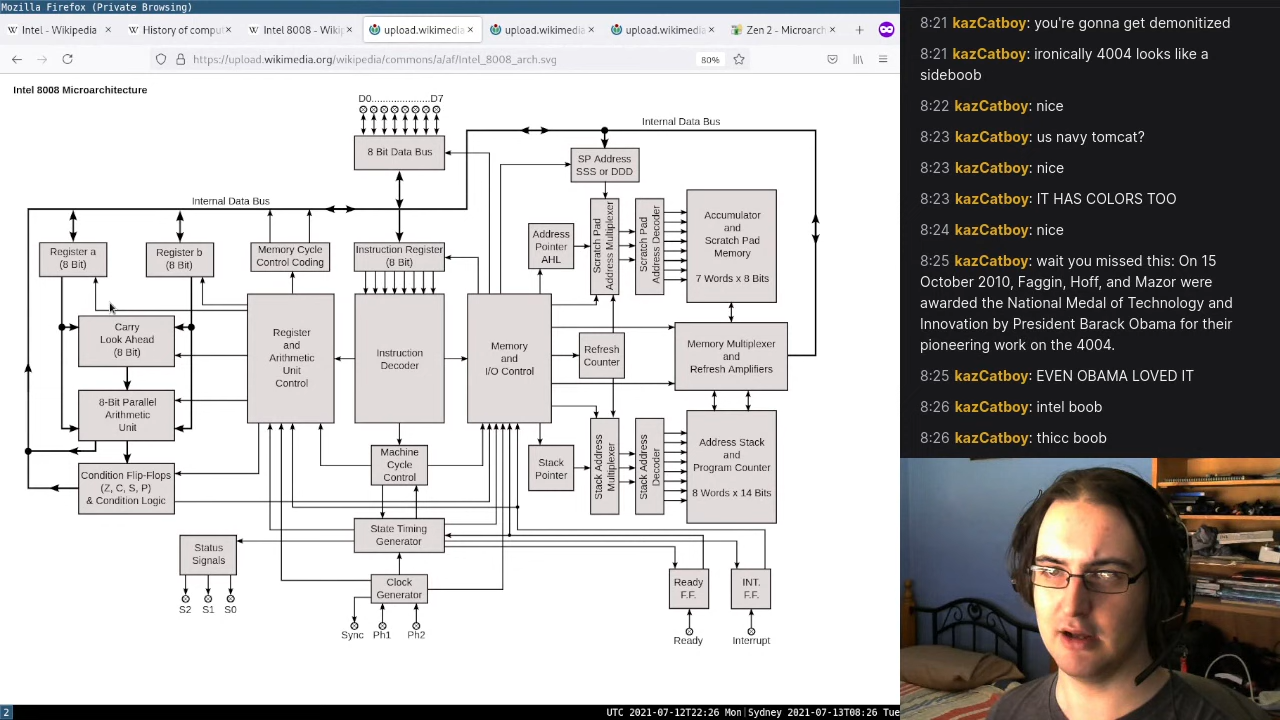 Mozilla Firefox (Private Browsing)
Intel - Wikipedia
History of comput
Intel 8008 - Wikip
upload.wikimedia
upload.wikimedia
upload.wikimedia
Zen 2 - Microarch
https://upload.wikimedia.org/wikipedia/commons/a/af/Intel_8008_arch.svg
80%
Intel 8008 Microarchitecture
D0......................D7
8 Bit Data Bus
Internal Data Bus
SP Address
SSS or DDD
Internal Data Bus
Register a
(8 Bit)
Register b
(8 Bit)
Memory Cycle
Control Coding
Instruction Register
(8 Bit)
Address
Pointer
AHL
Scratch Pad
Address Multiplexer
Scratch Pad
Address Decoder
Accumulator
and
Scratch Pad
Memory
7 Words x 8 Bits
Carry
Look Ahead
(8 Bit)
Register
and
Arithmetic
Unit
Control
Instruction
Decoder
Memory
and
I/O Control
Refresh
Counter
Memory Multiplexer
and
Refresh Amplifiers
8-Bit Parallel
Arithmetic
Unit
Condition Flip-Flops
(Z, C, S, P)
& Condition Logic
Machine
Cycle
Control
Stack
Pointer
Stack Address
Multiplexer
Stack Address
Decoder
Address Stack
and
Program Counter
8 Words x 14 Bits
State Timing
Generator
Status
Signals
S2
S1
S0
Clock
Generator
Sync
Ph1
Ph2
Ready
F.F.
INT.
F.F.
Ready
Interrupt
8:21 kazCatboy: you're gonna get demonitized
8:21 kazCatboy: ironically 4004 looks like a
sideboob
8:22 kazCatboy: nice
8:23 kazCatboy: us navy tomcat?
8:23 kazCatboy: nice
8:23 kazCatboy: IT HAS COLORS TOO
8:24 kazCatboy: nice
8:25 kazCatboy: wait you missed this: On 15
October 2010, Faggin, Hoff, and Mazor were
awarded the National Medal of Technology and
Innovation by President Barack Obama for their
pioneering work on the 4004.
8:25 kazCatboy: EVEN OBAMA LOVED IT
8:26 kazCatboy: intel boob
8:26 kazCatboy: thicc boob
2
UTC 2021-07-12T22:26 Mon Sydney 2021-07-13T08:26 Tue